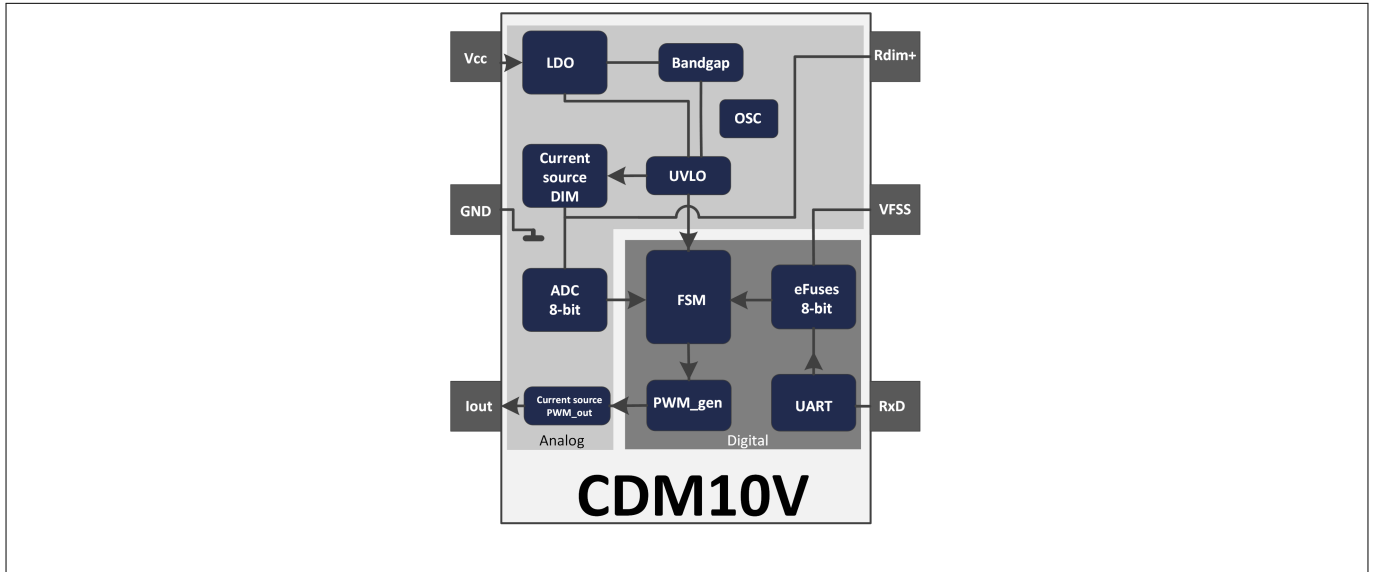 Vcc
LDO
Bandgap
Rdim+
OSC
Current
source
DIM
UVLO
GND
VFSS
ADC
8-bit
FSM
eFuses
8-bit
Iout
Current source
PWM_out
PWM_gen
UART
RxD
Analog
Digital
CDM10V